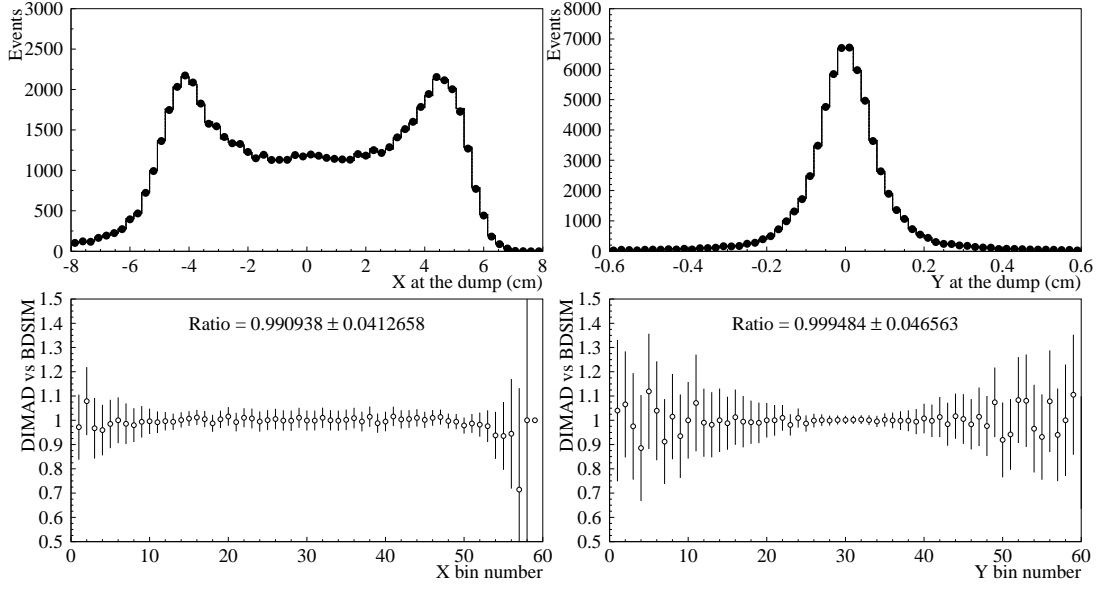 Events
3000
2500
2000
1500
1000
500
0
-8 -6 -4 -2 0 2 4 6 8
X at the dump (cm)
Events
8000
7000
6000
5000
4000
3000
2000
1000
0
-0.6 -0.4 -0.2 0 0.2 0.4 0.6
Y at the dump (cm)
DIMAD vs BDSIM
1.5
1.4
1.3
1.2
1.1
1
0.9
0.8
0.7
0.6
0.5
Ratio = 0.990938 ± 0.0412658
0 10 20 30 40 50 60
X bin number
DIMAD vs BDSIM
1.5
1.4
1.3
1.2
1.1
1
0.9
0.8
0.7
0.6
0.5
Ratio = 0.999484 ± 0.046563
0 10 20 30 40 50 60
Y bin number